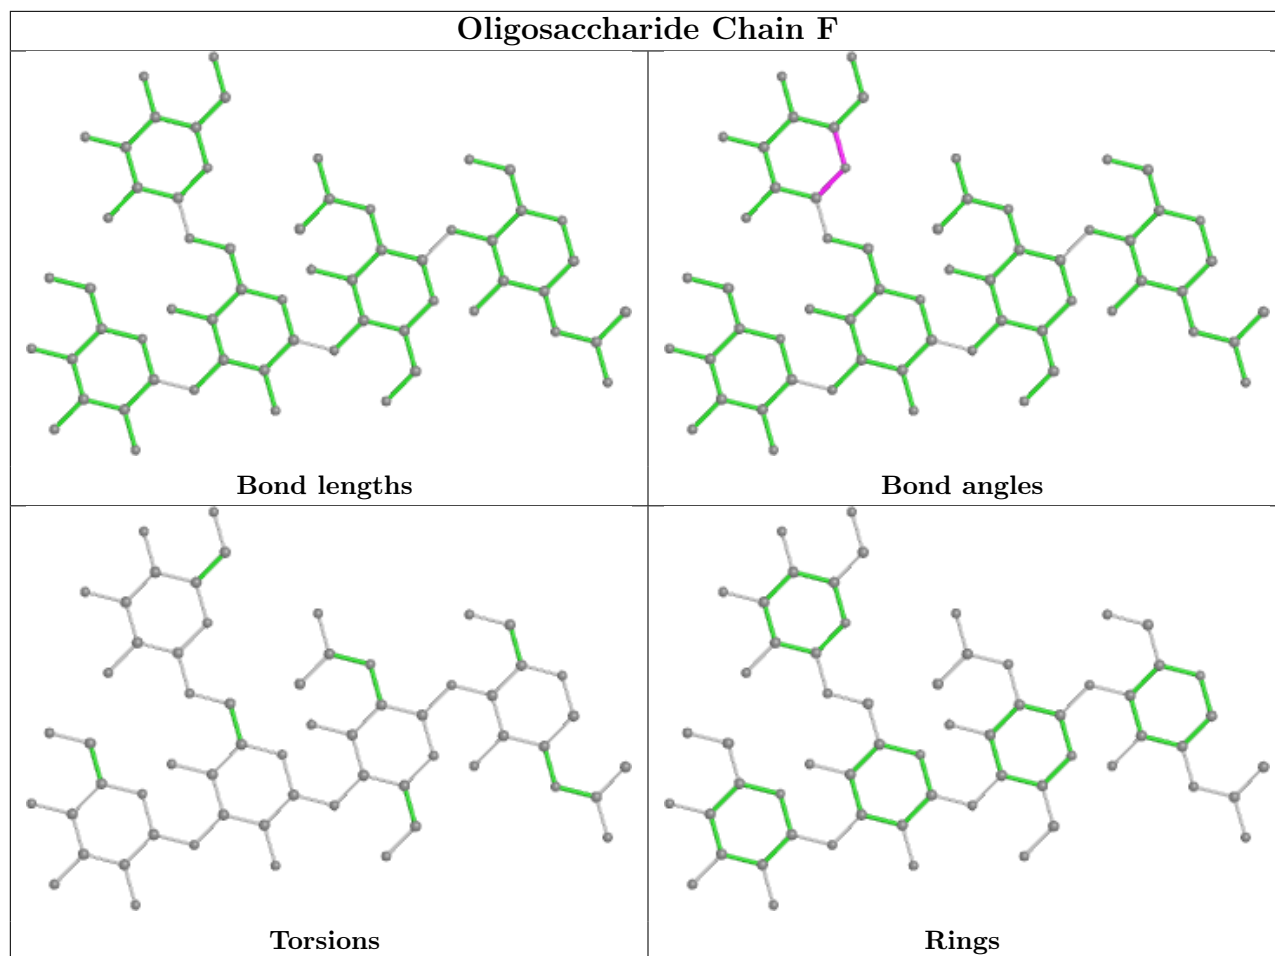 Oligosaccharide Chain F
Bond lengths
Bond angles
Torsions
Rings